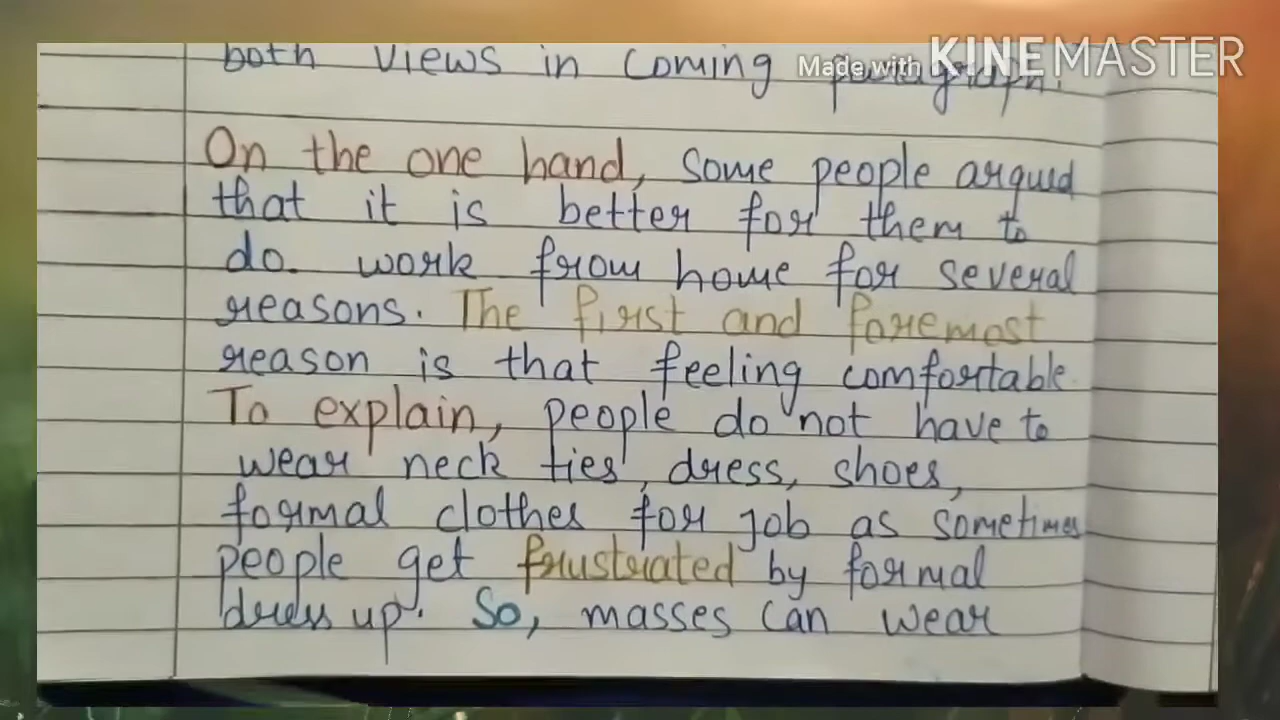 both views in coming paragraph.
Made with KINEMASTER
On the one hand, Some people argued
that it is better for them to
do. work from home for several
reasons. The first and foremost
reason is that feeling comfortable.
To explain, people do not have to
wear neck ties, dress, shoes,
formal clothes for job as sometimes
people get frustrated by formal
dress up. So, masses can wear